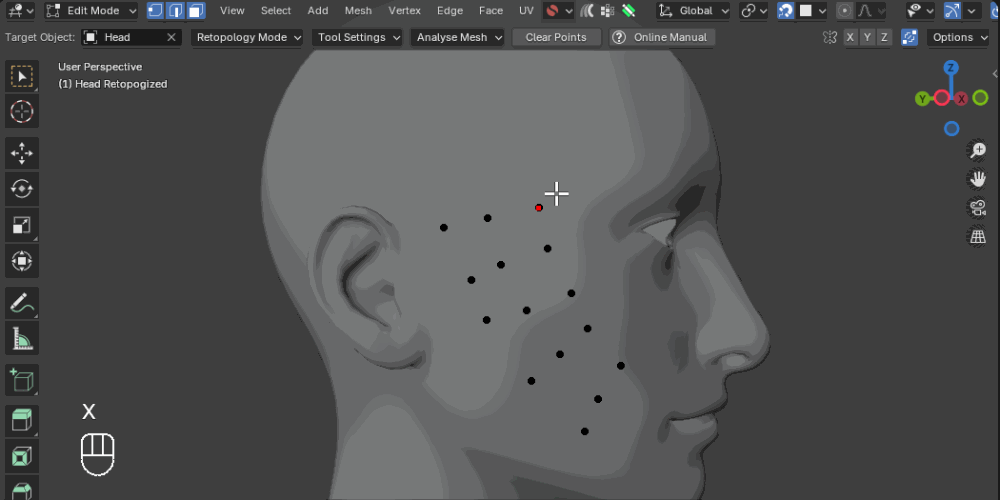 Edit Mode View Select Add Mesh Vertex Edge Face UV Global
Target Object: Head Retopology Mode Tool Settings Analyse Mesh Clear Points Online Manual X Y Z Options
User Perspective
(1) Head Retopogized
Z
Y X
X